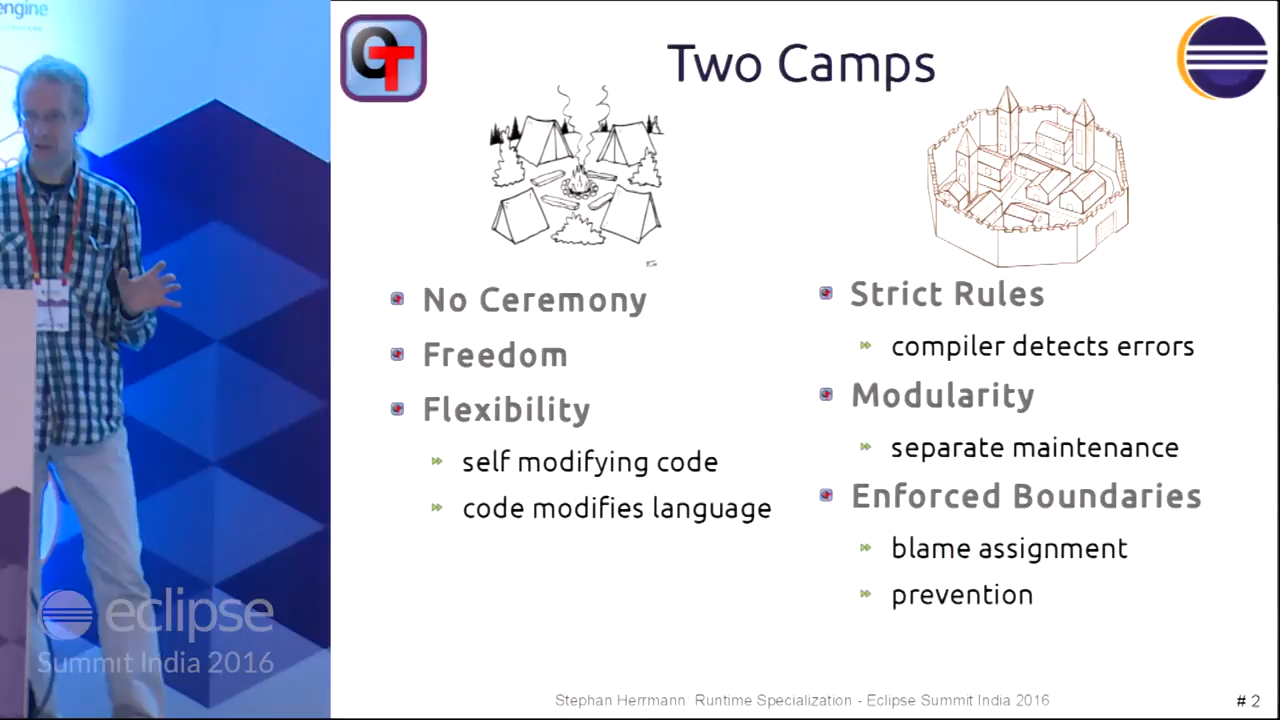 engine
OT
Two Camps
No Ceremony
Freedom
Flexibility
self modifying code
code modifies language
Strict Rules
compiler detects errors
Modularity
separate maintenance
Enforced Boundaries
blame assignment
prevention
eclipse
Summit India 2016
Stephan Herrmann Runtime Specialization - Eclipse Summit India 2016
# 2